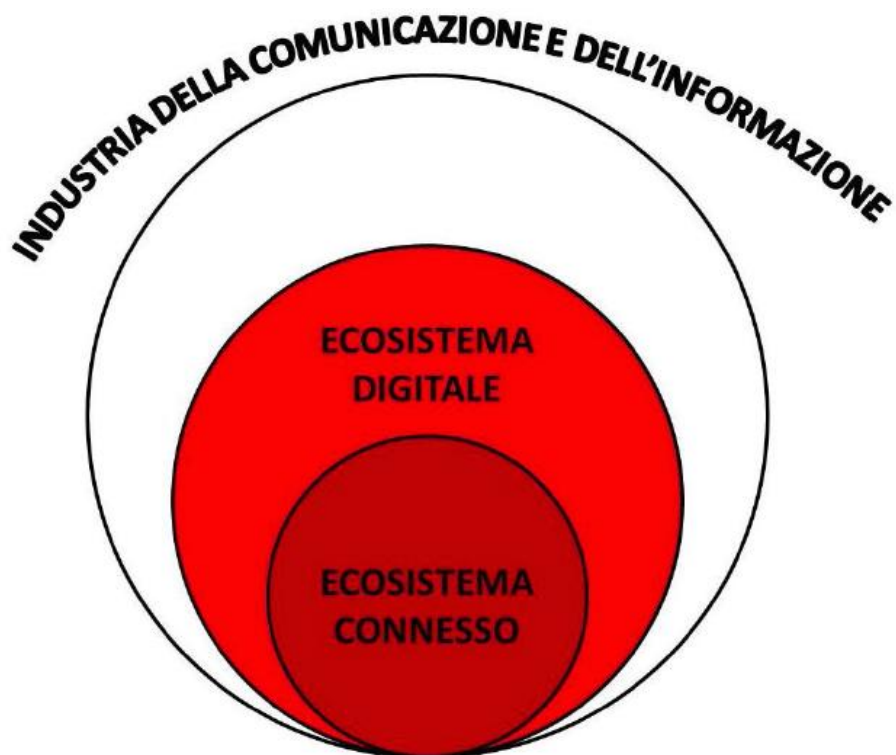 INDUSTRIA DELLA COMUNICAZIONE E DELL'INFORMAZIONE
ECOSISTEMA
DIGITALE
ECOSISTEMA
CONNESSO